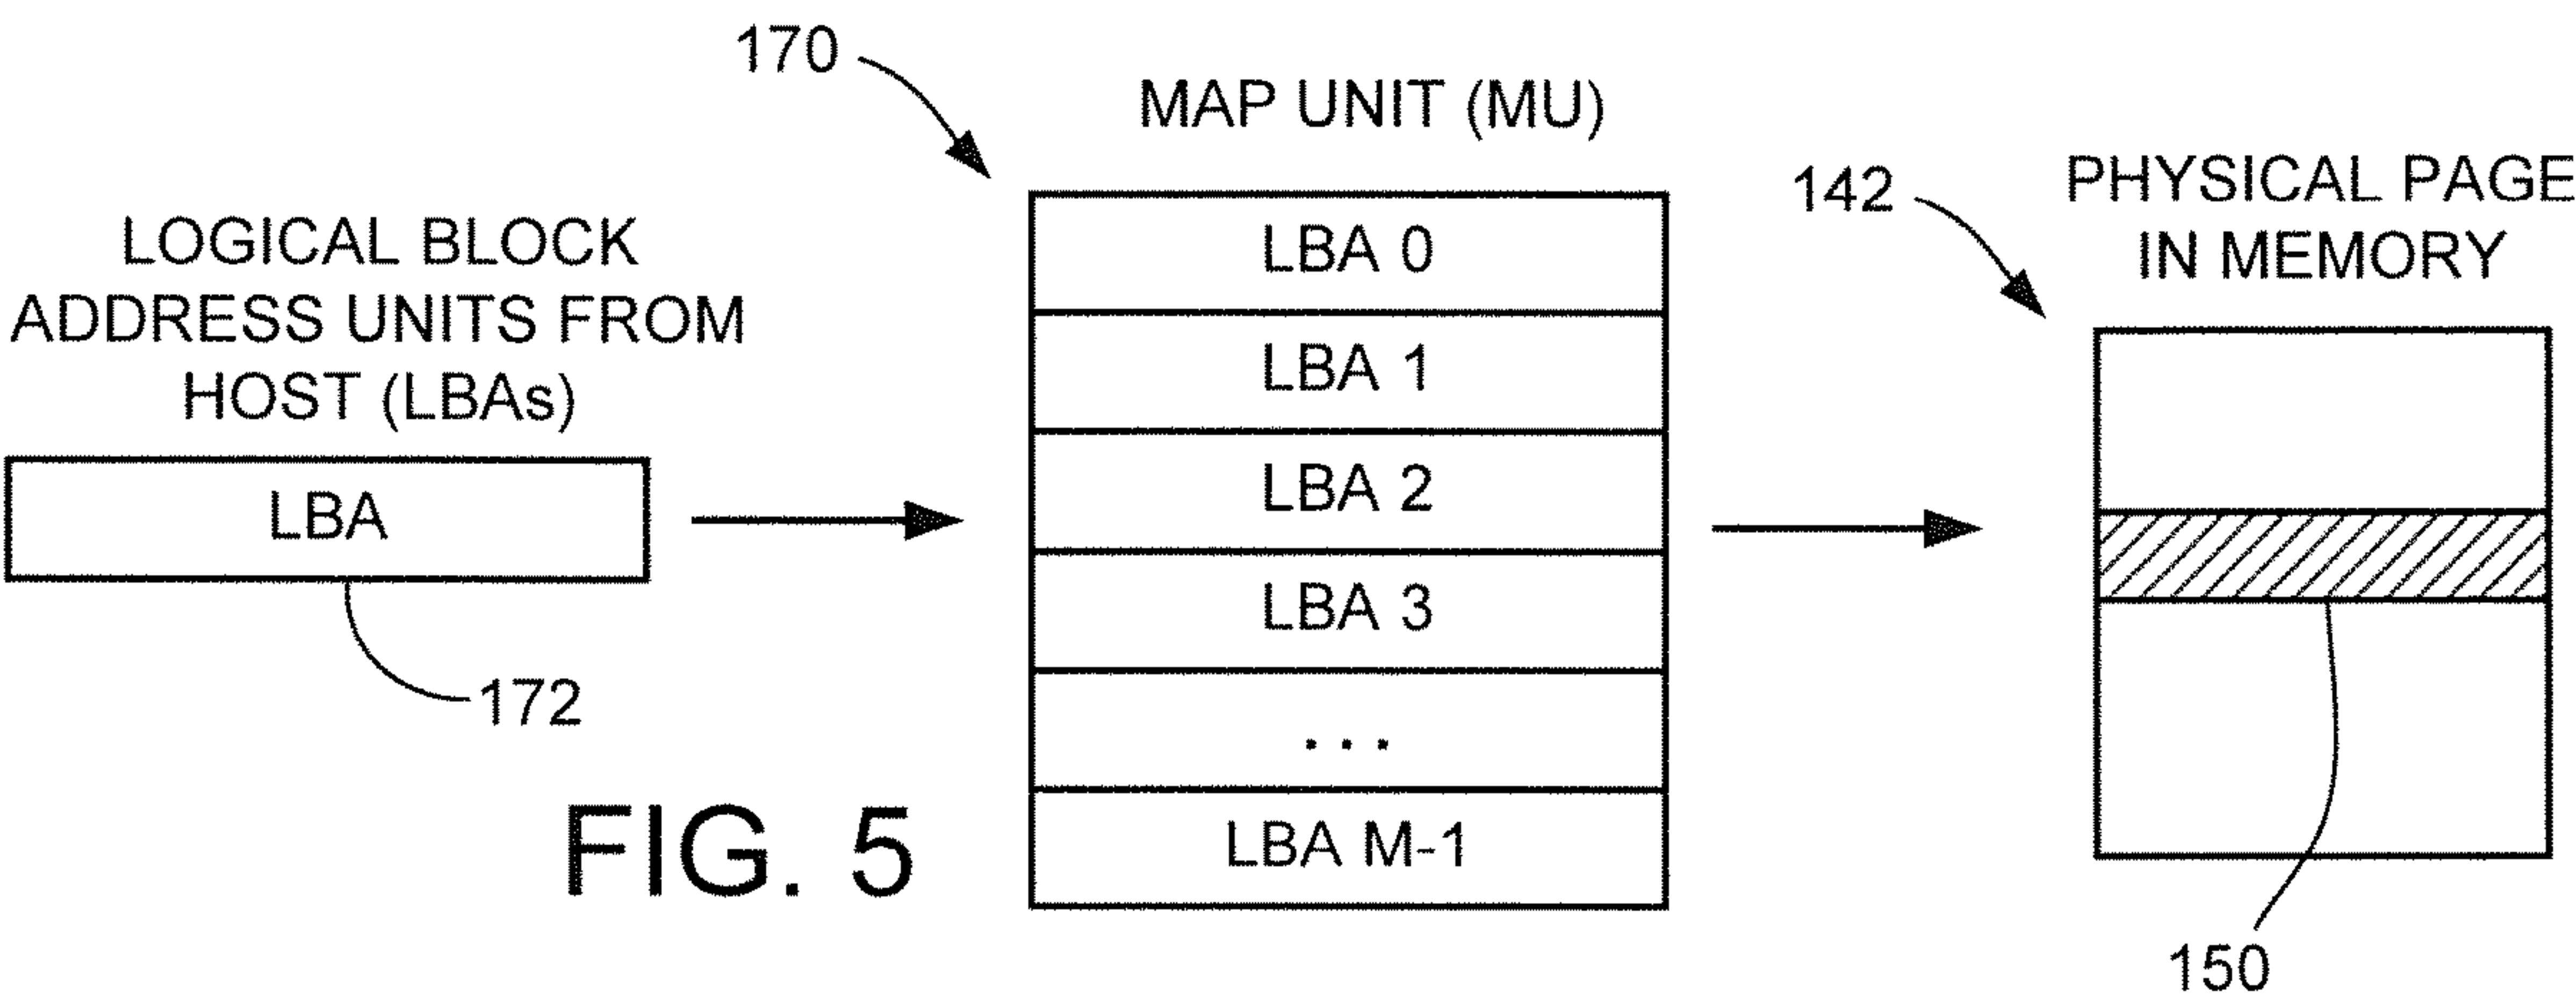 170
MAP UNIT (MU)
142
PHYSICAL PAGE
IN MEMORY
LOGICAL BLOCK
ADDRESS UNITS FROM
HOST (LBAs)
LBA
172
LBA 0
LBA 1
LBA 2
LBA 3
...
LBA M-1
150
FIG. 5